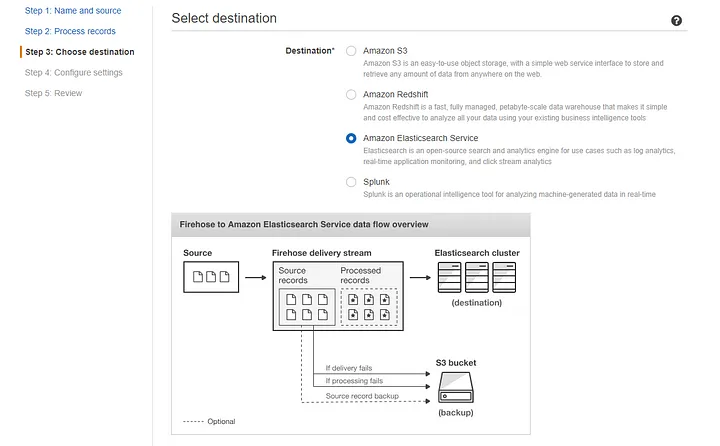 Step 1: Name and source
Step 2: Process records
Step 3: Choose destination
Step 4: Configure settings
Step 5: Review
Select destination
?
Destination*
Amazon S3
Amazon S3 is an easy-to-use object storage, with a simple web service interface to store and
retrieve any amount of data from anywhere on the web.
Amazon Redshift
Amazon Redshift is a fast, fully managed, petabyte-scale data warehouse that makes it simple
and cost effective to analyze all your data using your existing business intelligence tools
Amazon Elasticsearch Service
Elasticsearch is an open-source search and analytics engine for use cases such as log analytics,
real-time application monitoring, and click stream analytics
Splunk
Splunk is an operational intelligence tool for analyzing machine-generated data in real-time
Firehose to Amazon Elasticsearch Service data flow overview
Source
Firehose delivery stream
Elasticsearch cluster
Source
records
Processed
records
(destination)
If delivery fails
If processing fails
Source record backup
S3 bucket
(backup)
Optional